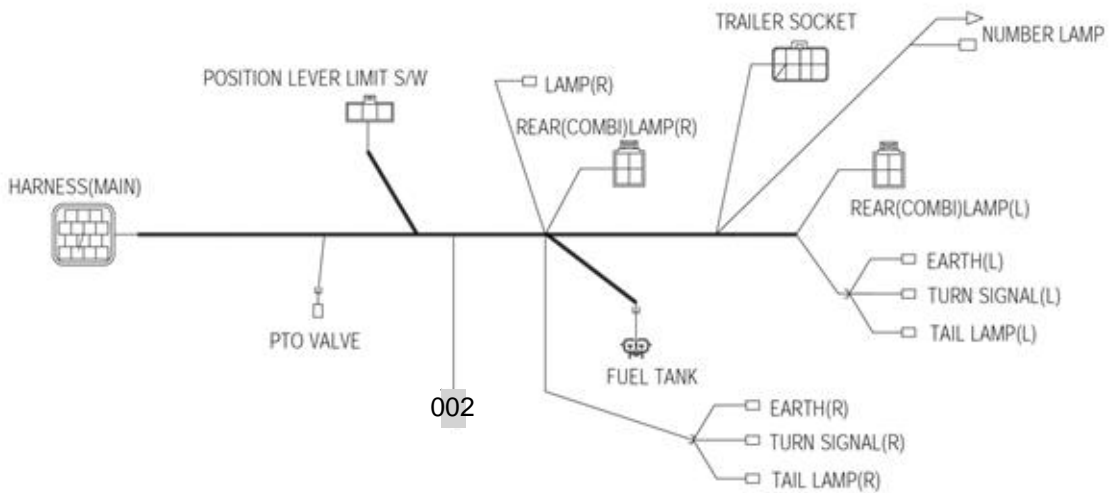 TRAILER SOCKET
NUMBER LAMP
POSITION LEVER LIMIT S/W
LAMP(R)
REAR(COMBI)LAMP(R)
HARNESS(MAIN)
REAR(COMBI)LAMP(L)
EARTH(L)
TURN SIGNAL(L)
TAIL LAMP(L)
PTO VALVE
FUEL TANK
002
EARTH(R)
TURN SIGNAL(R)
TAIL LAMP(R)